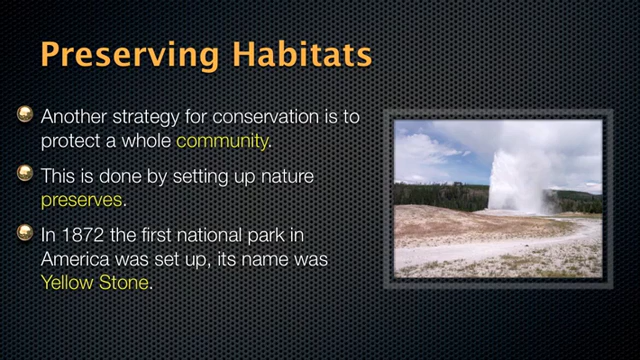 Preserving Habitats
Another strategy for conservation is to
protect a whole community.
This is done by setting up nature
preserves.
In 1872 the first national park in
America was set up, its name was
Yellow Stone.